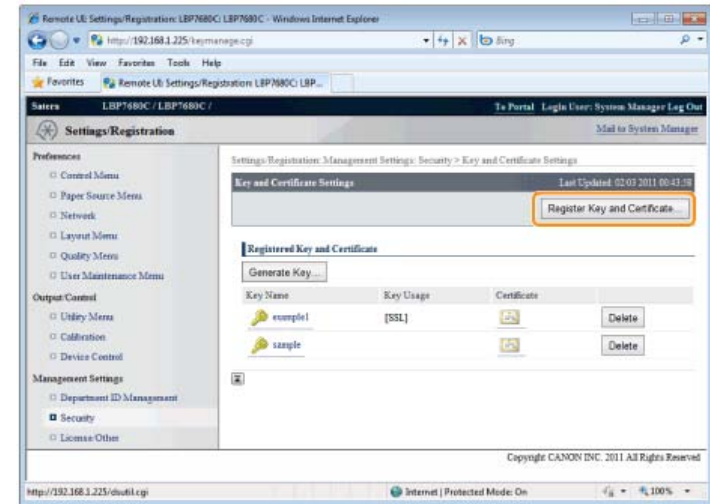 Remote UI: Settings/Registration: LBP7680C: LBP7680C - Windows Internet Explorer
http://192.168.1.225/keymanage.cgi
Bing
File Edit View Favorites Tools Help
Favorites Remote UI: Settings/Registration: LBP7680C: LBP...
Satera LBP7680C / LBP7680C / To Portal Login User: System Manager Log Out
Settings/Registration Mail to System Manager
Preferences
Control Menu
Paper Source Menu
Network
Layout Menu
Quality Menu
User Maintenance Menu
Output/Control
Utility Menu
Calibration
Device Control
Management Settings
Department ID Management
Security
License/Other
Settings/Registration: Management Settings: Security > Key and Certificate Settings
Key and Certificate Settings Last Updated: 02/03 2011 00:43:58
Register Key and Certificate...
Registered Key and Certificate
Generate Key...
Key Name Key Usage Certificate
example1 [SSL] Delete
sample Delete
Copyright CANON INC. 2011 All Rights Reserved
http://192.168.1.225/dsutil.cgi Internet | Protected Mode: On 100%